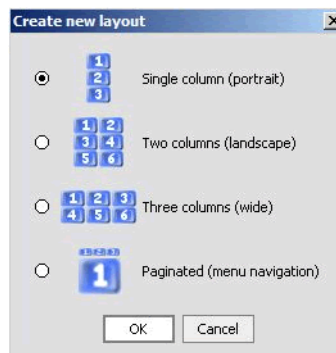 Create new layout
1
2
3
Single column (portrait)
1 2
3 4
5 6
Two columns (landscape)
1 2 3
4 5 6
Three columns (wide)
1
Paginated (menu navigation)
OK Cancel